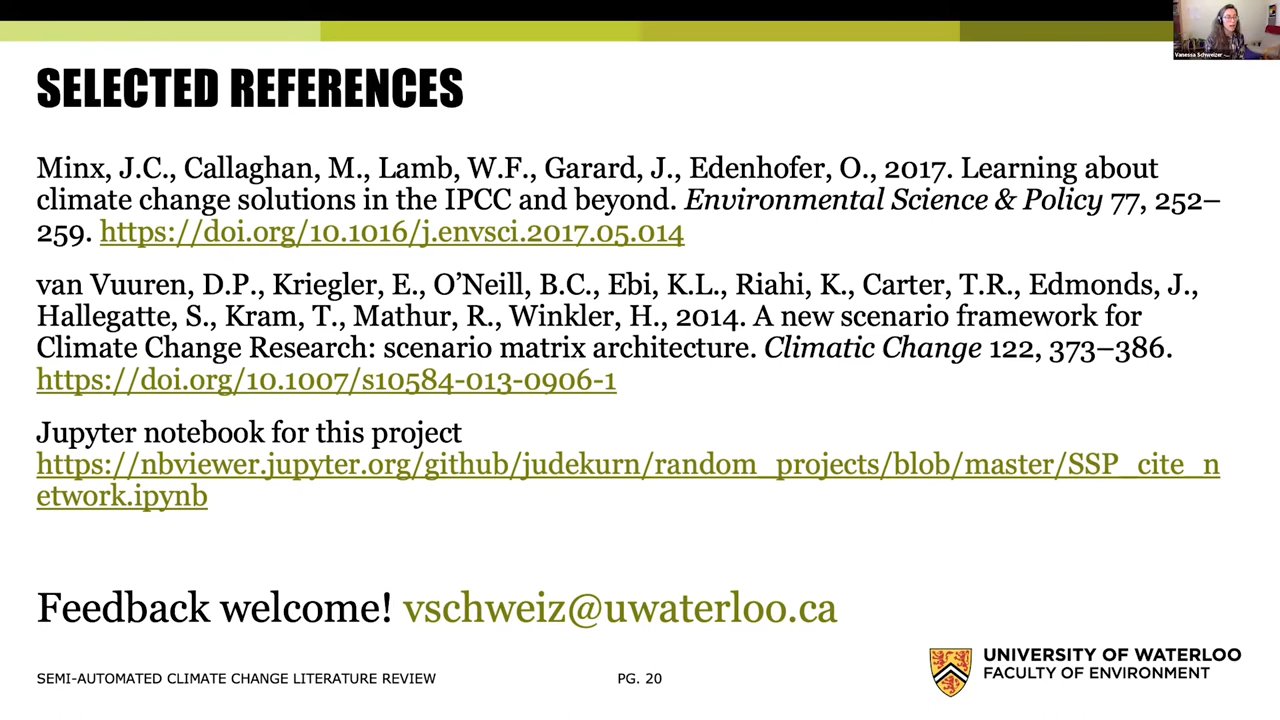 Vanessa Schweizer -
SELECTED REFERENCES
Minx, J.C., Callaghan, M., Lamb, W.F., Garard, J., Edenhofer, O., 2017. Learning about
climate change solutions in the IPCC and beyond. Environmental Science & Policy 77, 252–
259. https://doi.org/10.1016/j.envsci.2017.05.014
van Vuuren, D.P., Kriegler, E., O’Neill, B.C., Ebi, K.L., Riahi, K., Carter, T.R., Edmonds, J.,
Hallegatte, S., Kram, T., Mathur, R., Winkler, H., 2014. A new scenario framework for
Climate Change Research: scenario matrix architecture. Climatic Change 122, 373–386.
https://doi.org/10.1007/s10584-013-0906-1
Jupyter notebook for this project
https://nbviewer.jupyter.org/github/judekurn/random_projects/blob/master/SSP_cite_n
etwork.ipynb
Feedback welcome! vschweiz@uwaterloo.ca
SEMI-AUTOMATED CLIMATE CHANGE LITERATURE REVIEW
PG. 20
UNIVERSITY OF WATERLOO
FACULTY OF ENVIRONMENT